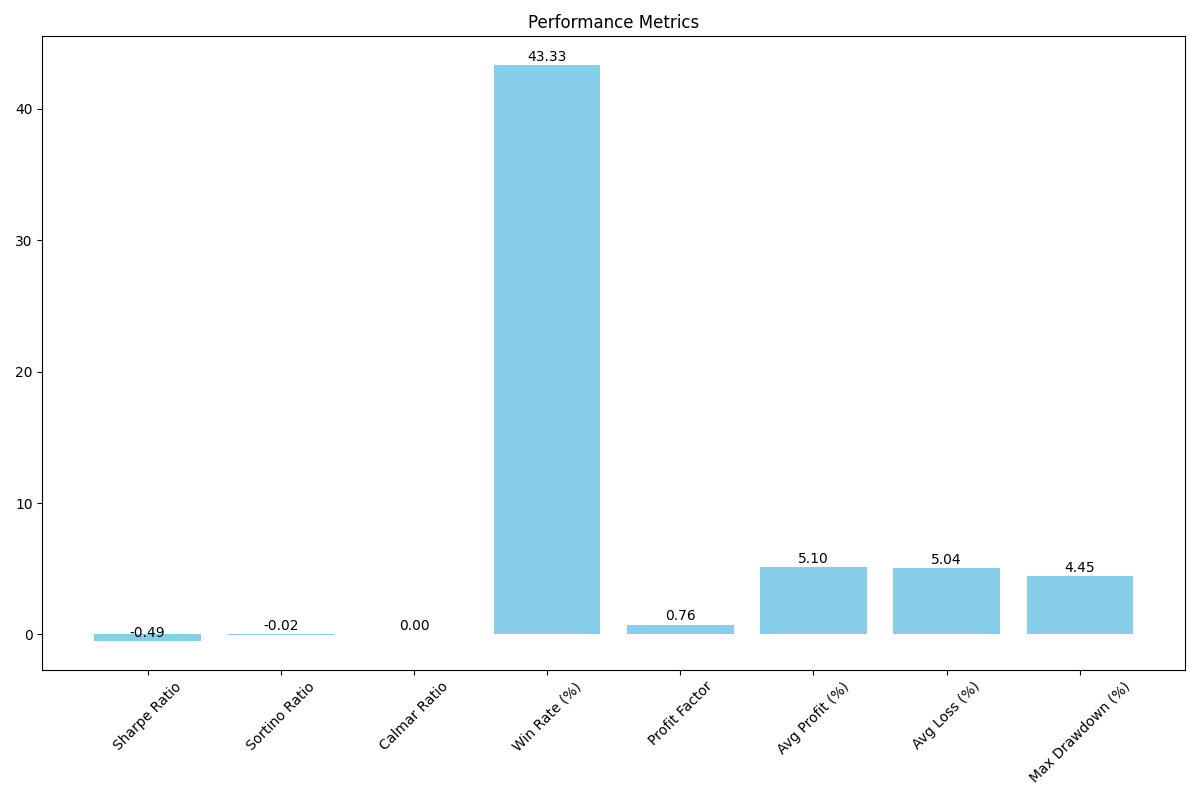 Performance Metrics
40
30
20
10
0
-0.49
-0.02
0.00
43.33
0.76
5.10
5.04
4.45
Sharpe Ratio
Sortino Ratio
Calmar Ratio
Win Rate (%)
Profit Factor
Avg Profit (%)
Avg Loss (%)
Max Drawdown (%)